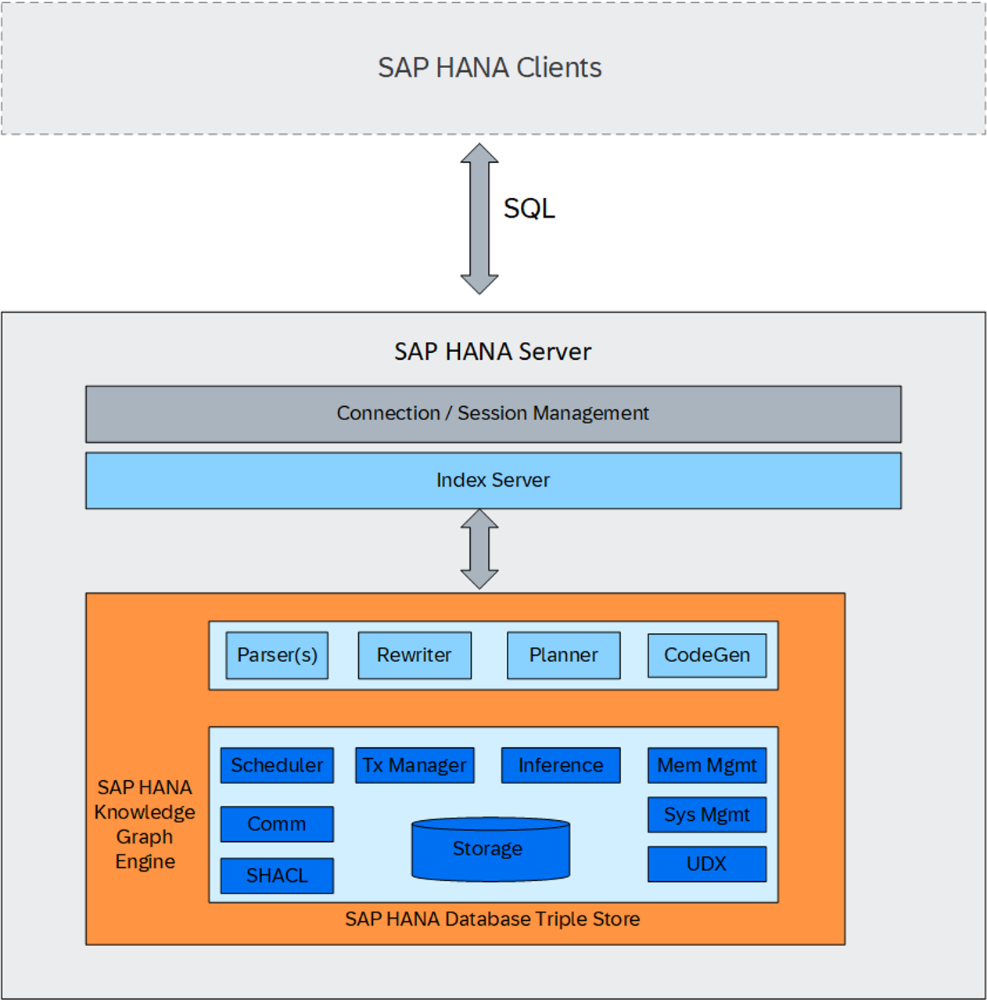 SAP HANA Clients
SQL
SAP HANA Server
Connection / Session Management
Index Server
Parser(s)
Rewriter
Planner
CodeGen
Scheduler
Tx Manager
Inference
Mem Mgmt
Comm
Storage
Sys Mgmt
SHACL
UDX
SAP HANA
Knowledge
Graph
Engine
SAP HANA Database Triple Store